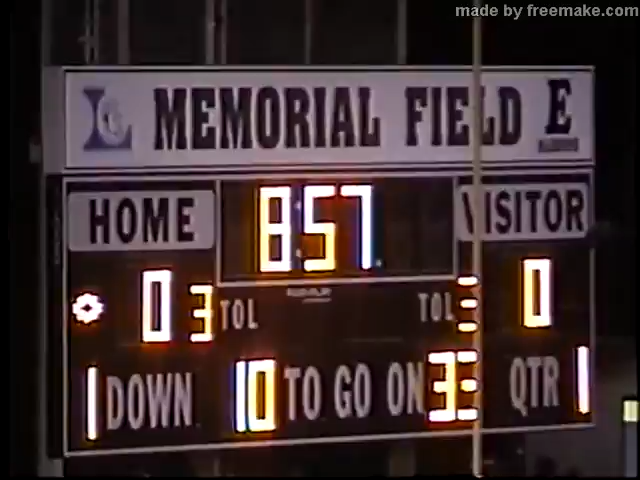 made by freemake.com
MEMORIAL FIELD E
HOME 8:57 VISITOR
0 3 TOL TOL 0
1 DOWN 10 TO GO ON QTR 1